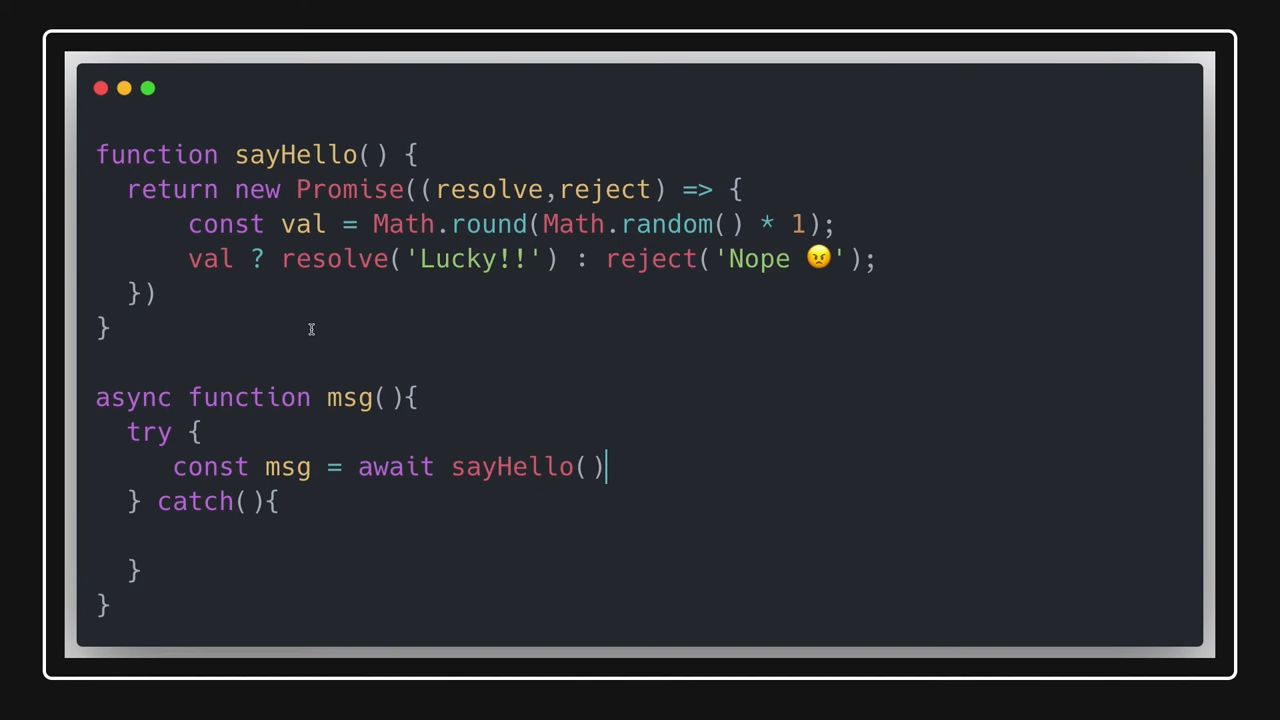 function sayHello() {
  return new Promise((resolve,reject) => {
      const val = Math.round(Math.random() * 1);
      val ? resolve('Lucky!!') : reject('Nope 😠');
  })
}

async function msg(){
  try {
     const msg = await sayHello()
  } catch(){

  }
}